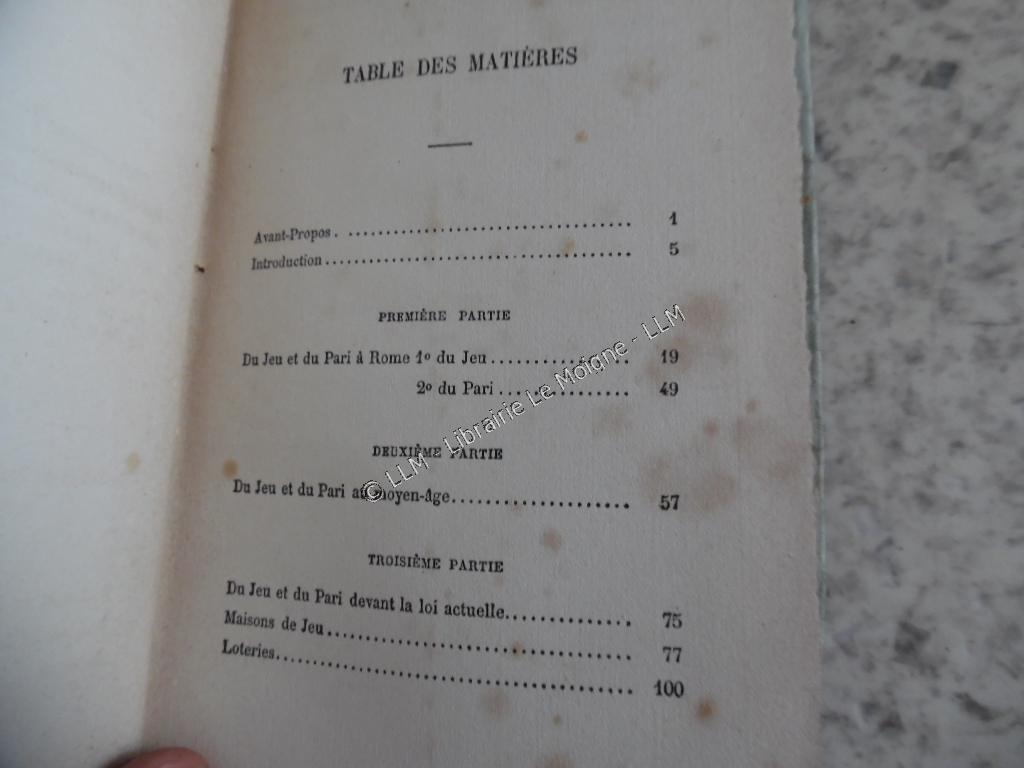 TABLE DES MATIÈRES
Avant-Propos . ................................ 1
Introduction .................................... 5
PREMIÈRE PARTIE
Du Jeu et du Pari à Rome 1º du Jeu ................ 19
2º du Pari ............... 49
DEUXIÈME PARTIE
Du Jeu et du Pari au moyen-âge .................... 57
TROISIÈME PARTIE
Du Jeu et du Pari devant la loi actuelle .............. 75
Maisons de Jeu ................................. 77
Loteries ........................................ 100
© LLM - Librairie Le Moigne - LLM